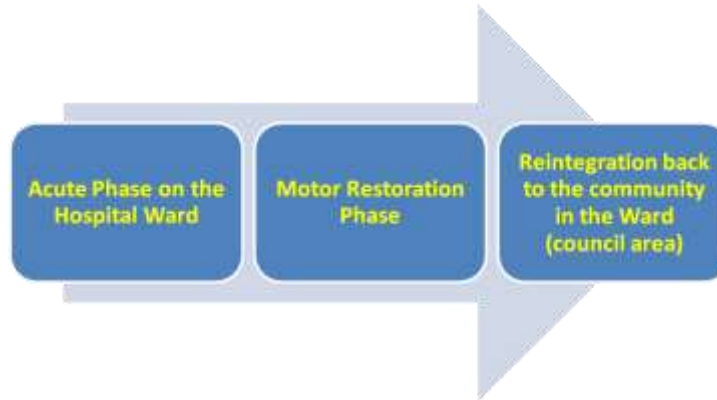 Acute Phase on the
Hospital Ward
Motor Restoration
Phase
Reintegration back
to the community
in the Ward
(council area)